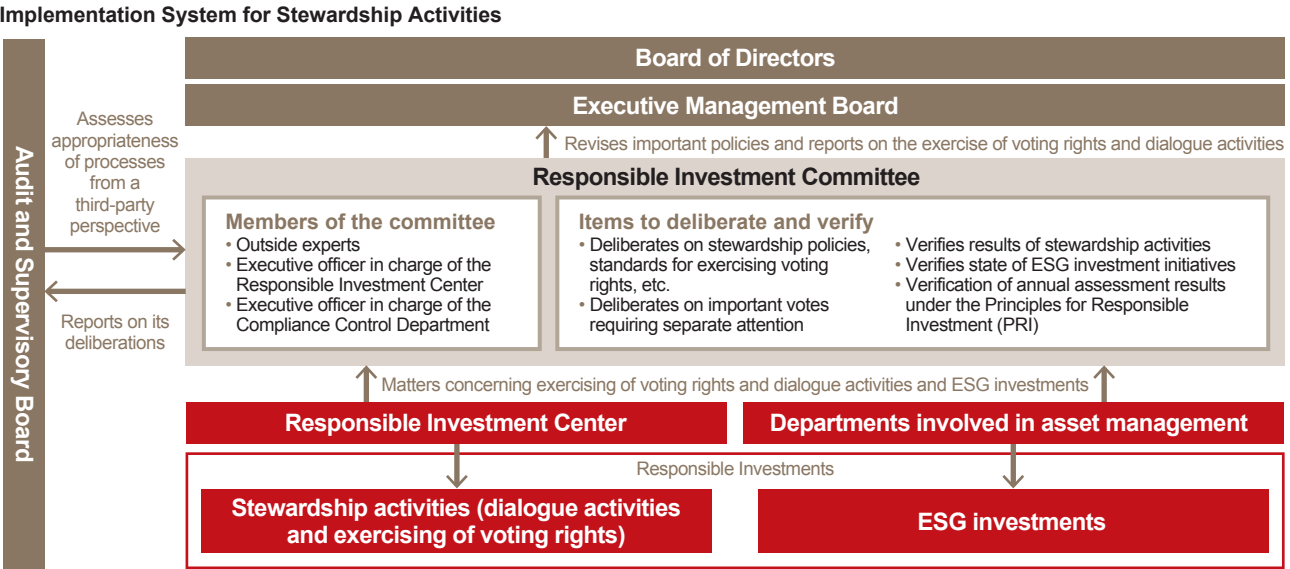 Implementation System for Stewardship Activities
Audit and Supervisory Board
Assesses
appropriateness
of processes
from a
third-party
perspective
Reports on its
deliberations
Board of Directors
Executive Management Board
Revises important policies and reports on the exercise of voting rights and dialogue activities
Responsible Investment Committee
Members of the committee
• Outside experts
• Executive officer in charge of the
Responsible Investment Center
• Executive officer in charge of the
Compliance Control Department
Items to deliberate and verify
• Deliberates on stewardship policies,
standards for exercising voting
rights, etc.
• Deliberates on important votes
requiring separate attention
• Verifies results of stewardship activities
• Verifies state of ESG investment initiatives
• Verification of annual assessment results
under the Principles for Responsible
Investment (PRI)
Matters concerning exercising of voting rights and dialogue activities and ESG investments
Responsible Investment Center
Departments involved in asset management
Responsible Investments
Stewardship activities (dialogue activities
and exercising of voting rights)
ESG investments